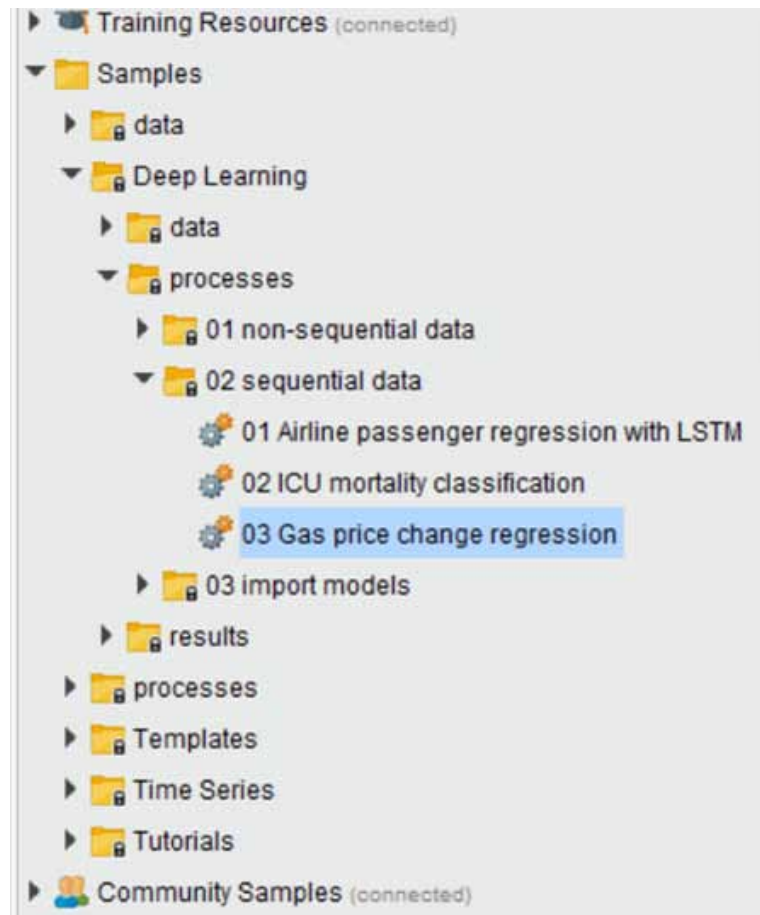 Training Resources (connected)
Samples
data
Deep Learning
data
processes
01 non-sequential data
02 sequential data
01 Airline passenger regression with LSTM
02 ICU mortality classification
03 Gas price change regression
03 import models
results
processes
Templates
Time Series
Tutorials
Community Samples (connected)